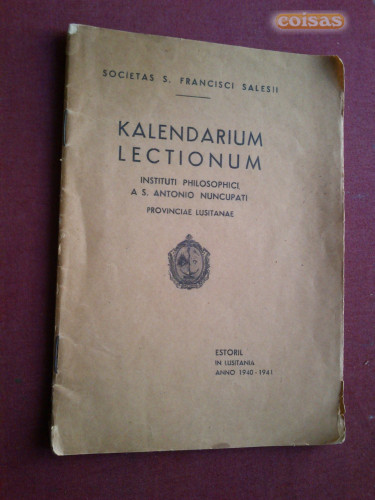 coisas
SOCIETAS S. FRANCISCI SALESII
KALENDARIUM
LECTIONUM
INSTITUTI PHILOSOPHICI,
A S. ANTONIO NUNCUPATI
PROVINCIAE LUSITANAE
ESTORIL
IN LUSITANIA
ANNO 1940-1941